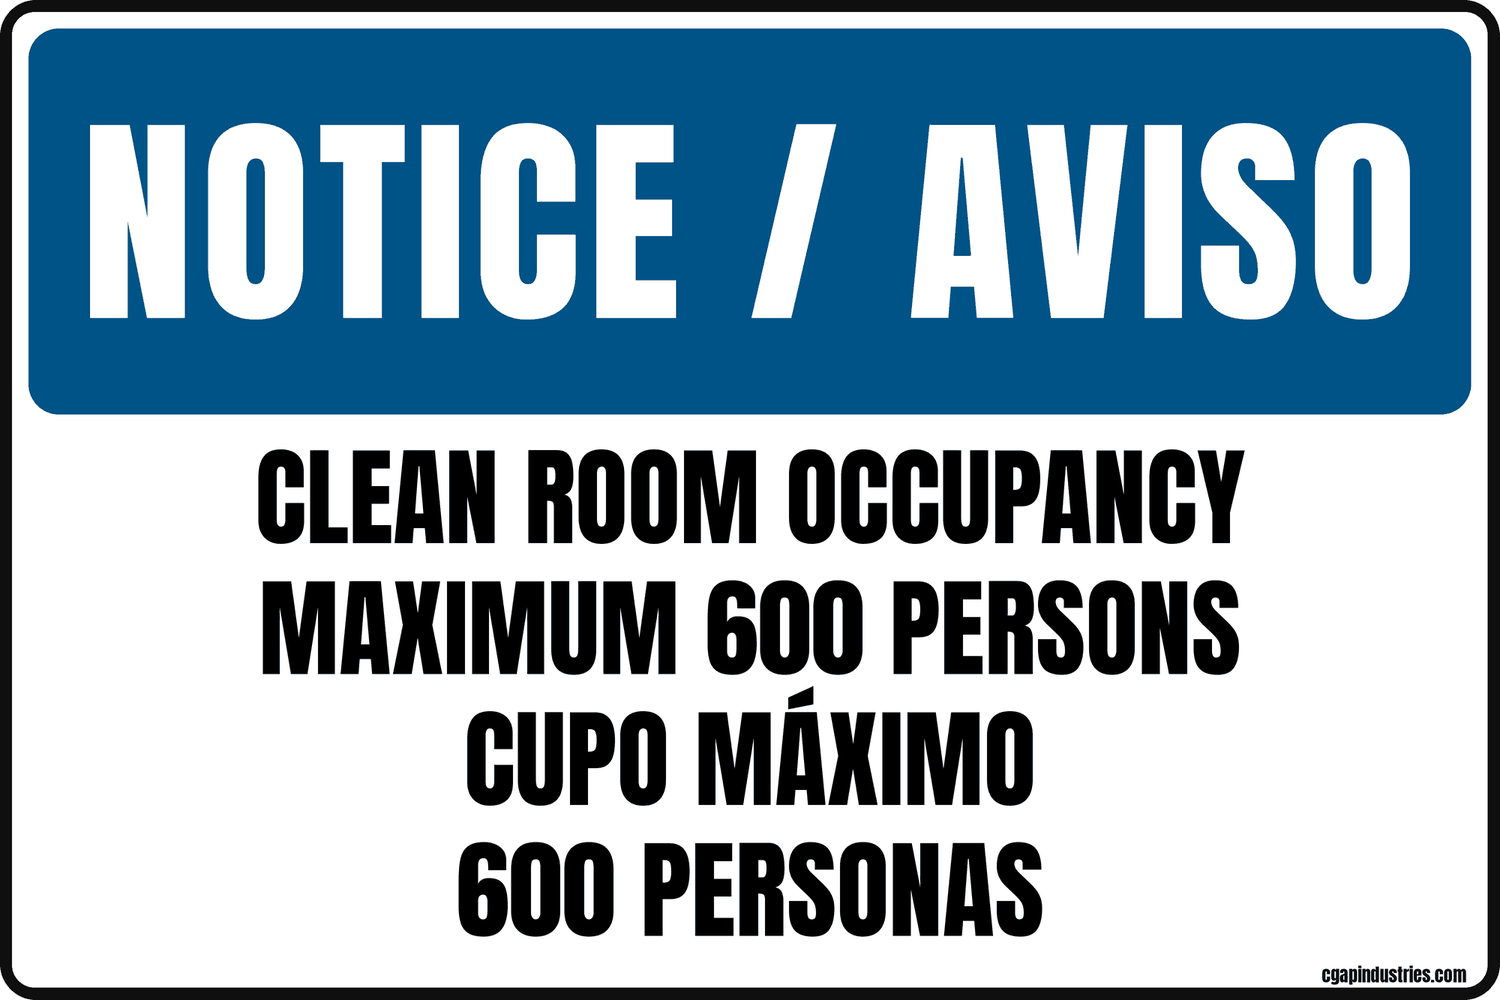 NOTICE / AVISO
CLEAN ROOM OCCUPANCY
MAXIMUM 600 PERSONS
CUPO MÁXIMO
600 PERSONAS
cgapindustries.com